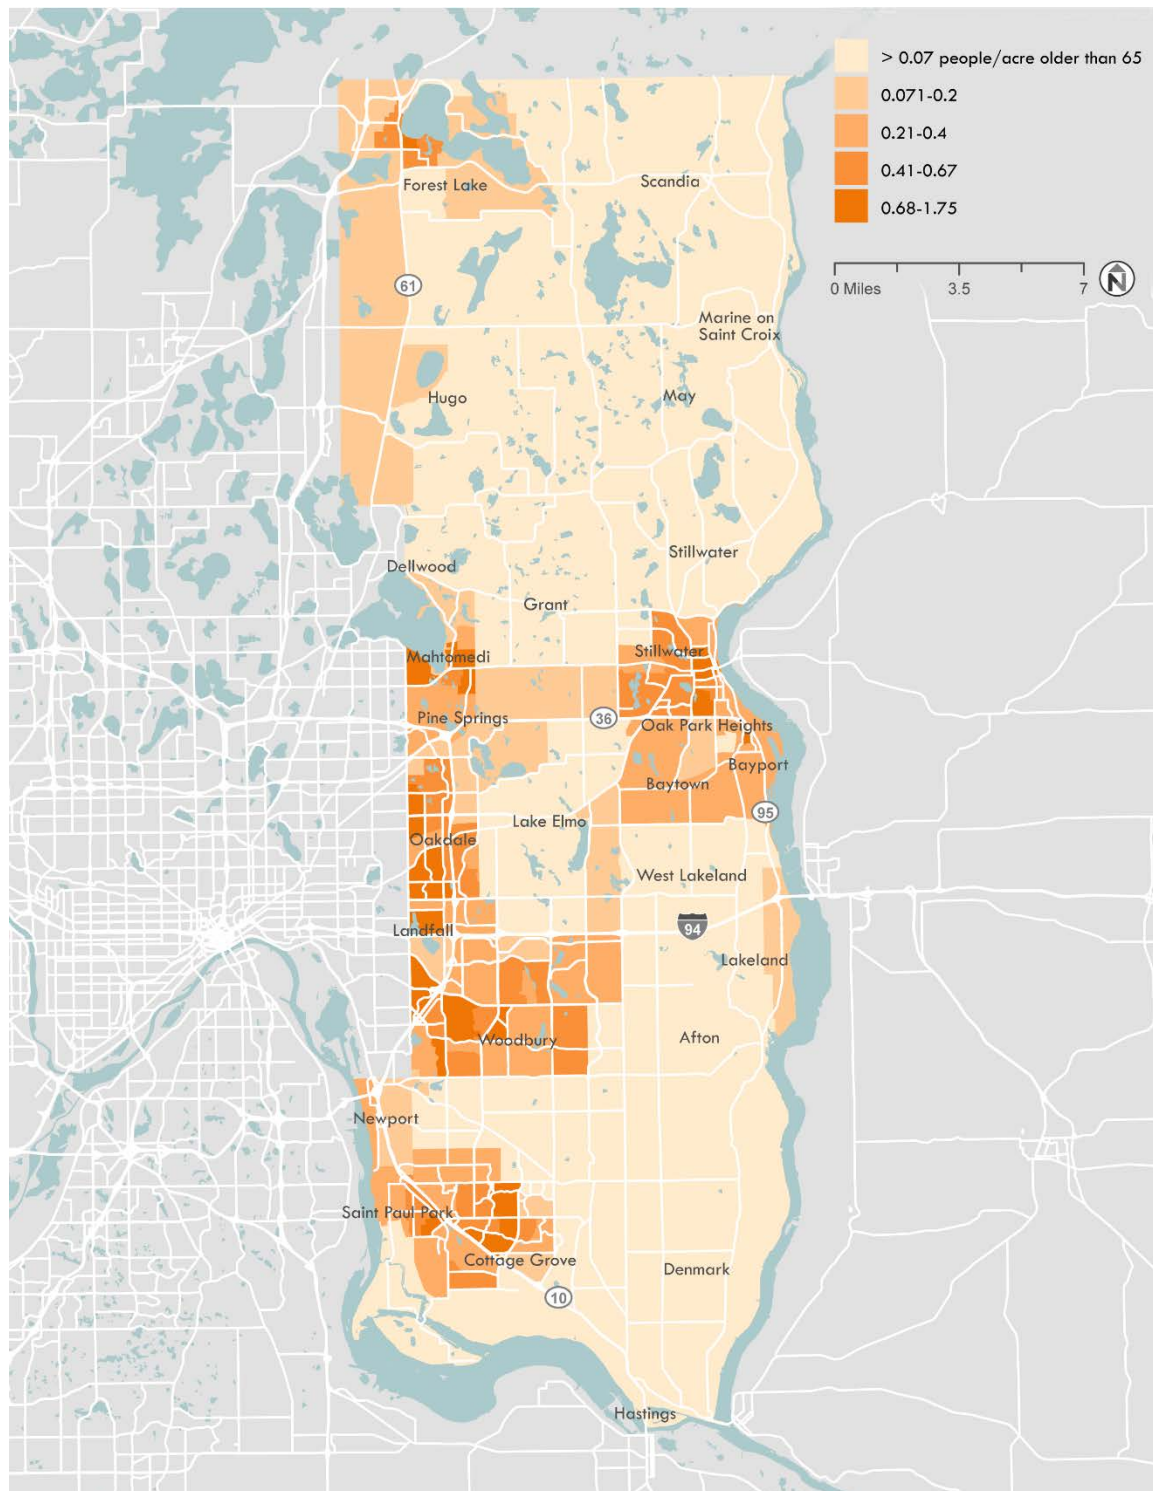 > 0.07 people/acre older than 65
0.071-0.2
0.21-0.4
0.41-0.67
0.68-1.75
0 Miles 3.5 7 N
Forest Lake
Scandia
61
Marine on
Saint Croix
Hugo
May
Stillwater
Dellwood
Grant
Stillwater
Mahtomedi
Pine Springs
36
Oak Park Heights
Bayport
Baytown
95
Lake Elmo
Oakdale
West Lakeland
Landfall
94
Lakeland
Woodbury
Afton
Newport
Saint Paul Park
Cottage Grove
Denmark
10
Hastings